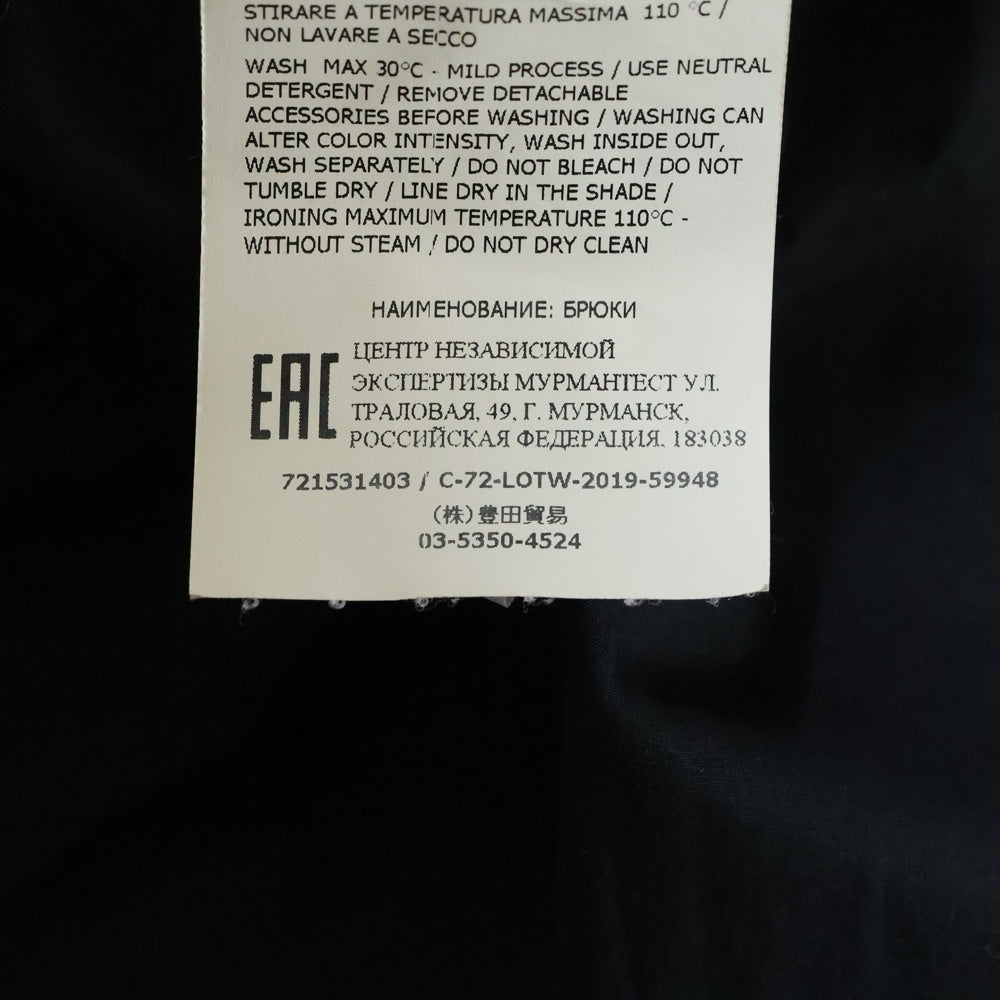 STIRARE A TEMPERATURA MASSIMA 110 °C /
NON LAVARE A SECCO
WASH MAX 30°C - MILD PROCESS / USE NEUTRAL
DETERGENT / REMOVE DETACHABLE
ACCESSORIES BEFORE WASHING / WASHING CAN
ALTER COLOR INTENSITY, WASH INSIDE OUT,
WASH SEPARATELY / DO NOT BLEACH / DO NOT
TUMBLE DRY / LINE DRY IN THE SHADE /
IRONING MAXIMUM TEMPERATURE 110°C -
WITHOUT STEAM / DO NOT DRY CLEAN
НАИМЕНОВАНИЕ: БРЮКИ
EAC
ЦЕНТР НЕЗАВИСИМОЙ
ЭКСПЕРТИЗЫ МУРМАНТЕСТ УЛ.
ТРАЛОВАЯ, 49, Г. МУРМАНСК,
РОССИЙСКАЯ ФЕДЕРАЦИЯ. 183038
721531403 / C-72-LOTW-2019-59948
(株)豊田貿易
03-5350-4524